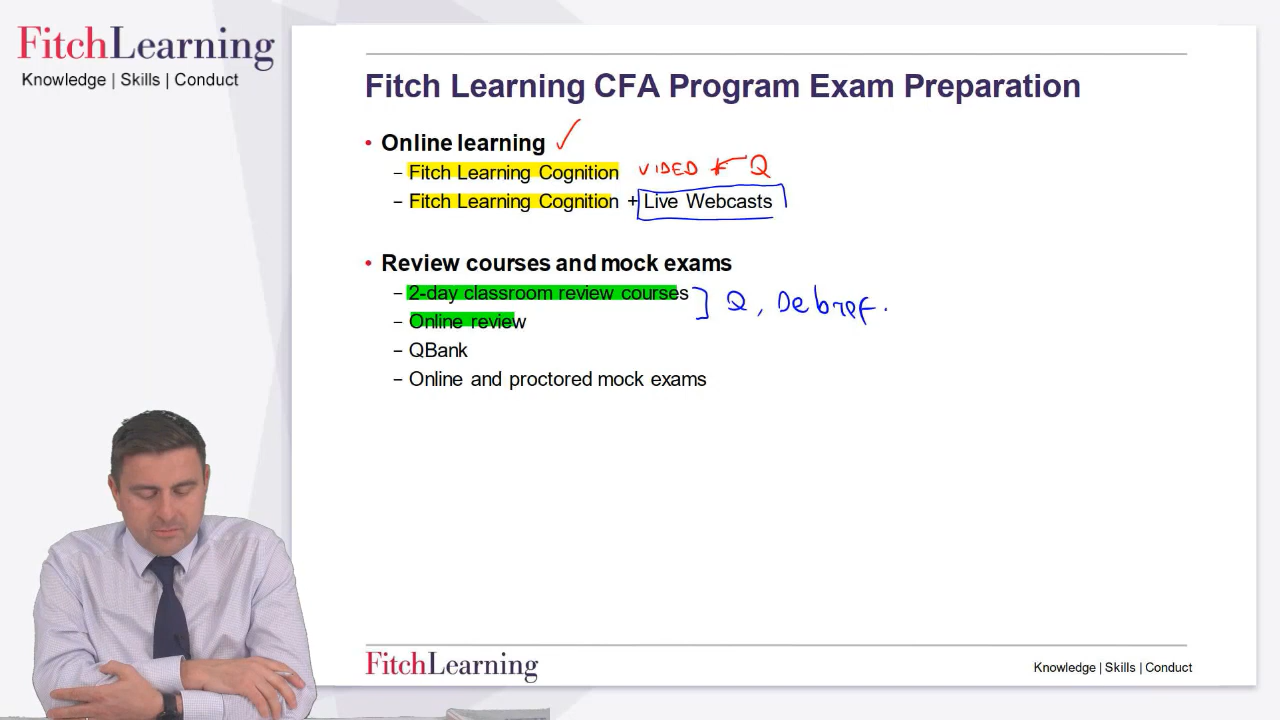 FitchLearning
Knowledge | Skills | Conduct
Fitch Learning CFA Program Exam Preparation
• Online learning ✓
– Fitch Learning Cognition VIDEO + Q
– Fitch Learning Cognition + Live Webcasts
• Review courses and mock exams
– 2-day classroom review courses
– Online review
Q, Debrief.
– QBank
– Online and proctored mock exams
FitchLearning
Knowledge | Skills | Conduct